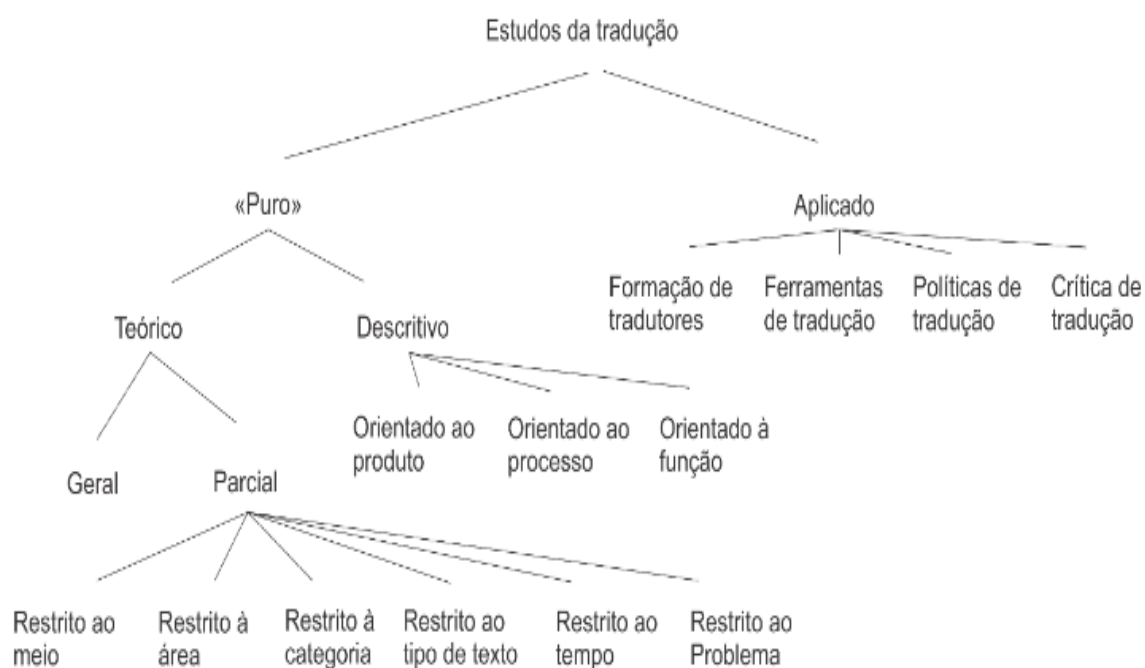 Estudos da tradução
«Puro»
Aplicado
Formação de
tradutores
Ferramentas
de tradução
Políticas de
tradução
Crítica de
tradução
Teórico
Descritivo
Orientado ao
produto
Orientado ao
processo
Orientado à
função
Geral
Parcial
Restrito ao
meio
Restrito à
área
Restrito à
categoria
Restrito ao
tipo de texto
Restrito ao
tempo
Restrito ao
Problema